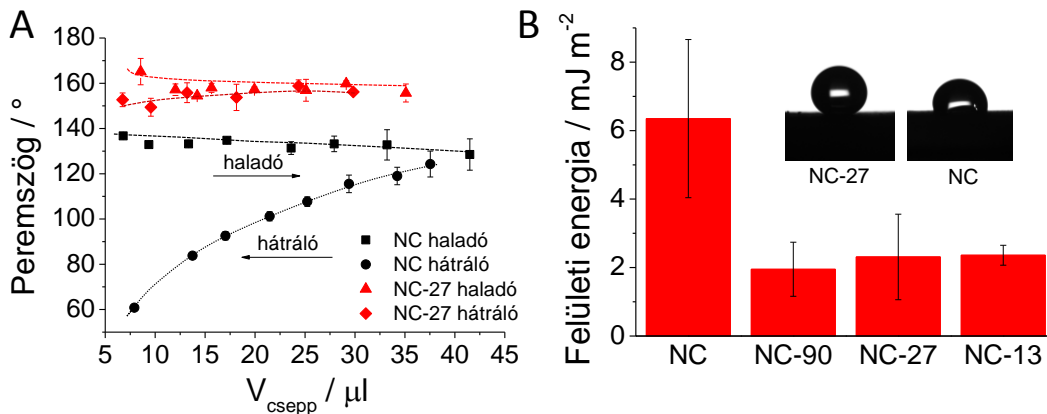 A
Peremszög / °
180
160
140
120
100
80
60
haladó
hátráló
NC haladó
NC hátráló
NC-27 haladó
NC-27 hátráló
5 10 15 20 25 30 35 40 45
Vcsepp / μl
B
Felületi energia / mJ m-2
8
6
4
2
0
NC-27 NC
NC NC-90 NC-27 NC-13